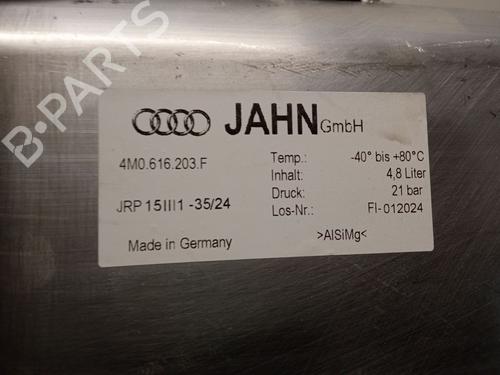 B-PARTS
JAHN GmbH
4M0.616.203.F
Temp.: -40° bis +80°C
Inhalt: 4,8 Liter
Druck: 21 bar
JRP 15III1 -35/24
Los-Nr.: FI-012024
Made in Germany
>AlSiMg<